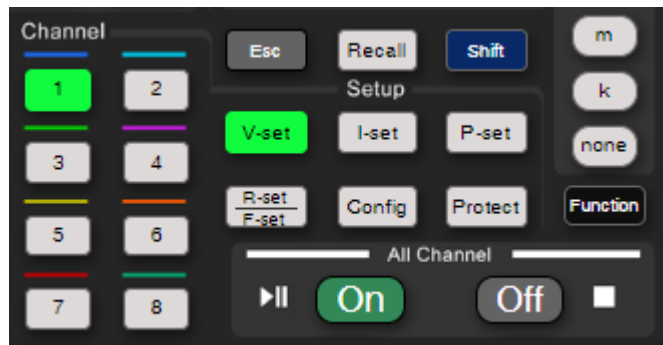 Channel
Esc Recall Shift m
Setup
1 2 k
V-set I-set P-set
none
3 4
R-set
F-set Config Protect Function
5 6
All Channel
On Off
7 8